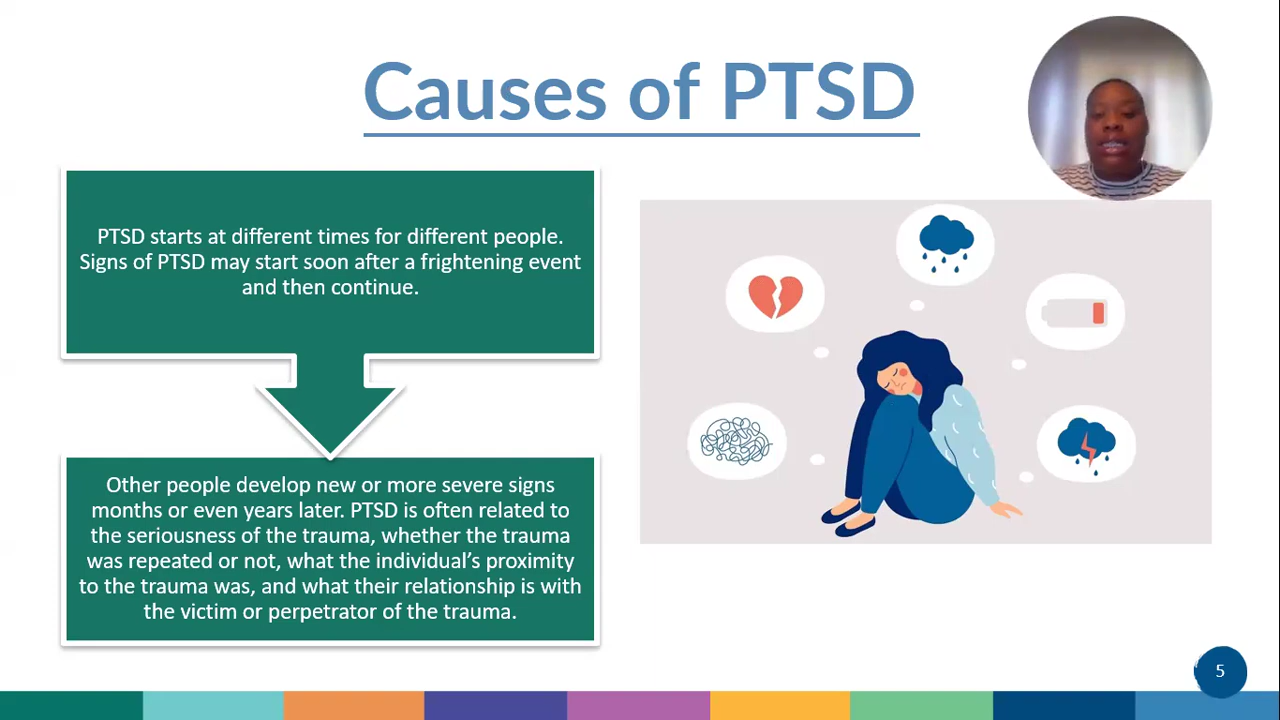 Causes of PTSD
PTSD starts at different times for different people.
Signs of PTSD may start soon after a frightening event
and then continue.
Other people develop new or more severe signs
months or even years later. PTSD is often related to
the seriousness of the trauma, whether the trauma
was repeated or not, what the individual’s proximity
to the trauma was, and what their relationship is with
the victim or perpetrator of the trauma.
5